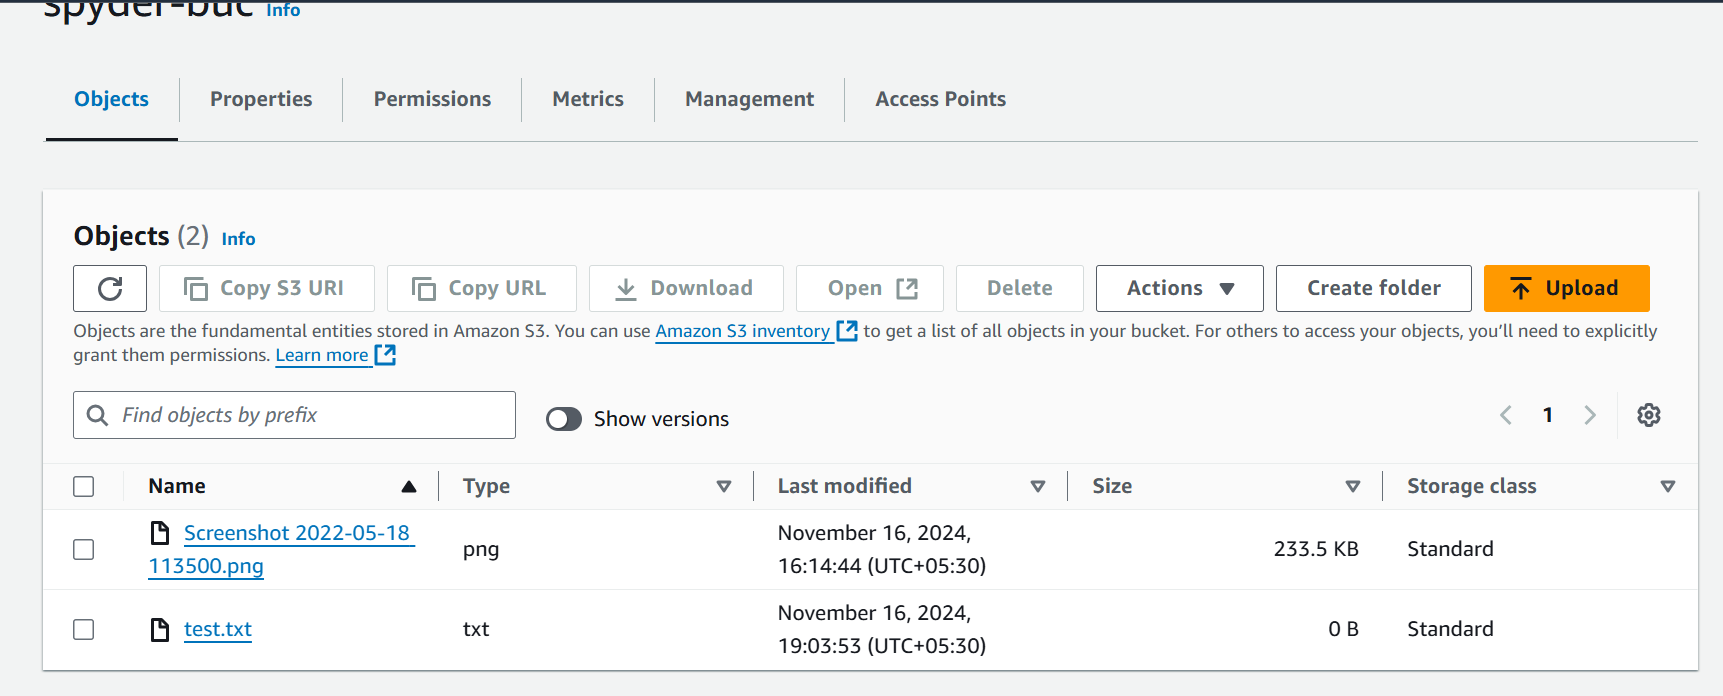 spyder-buc Info
Objects Properties Permissions Metrics Management Access Points
Objects (2) Info
Copy S3 URI Copy URL Download Open Delete Actions Create folder Upload
Objects are the fundamental entities stored in Amazon S3. You can use Amazon S3 inventory to get a list of all objects in your bucket. For others to access your objects, you’ll need to explicitly
grant them permissions. Learn more
Find objects by prefix Show versions 1
Name Type Last modified Size Storage class
Screenshot 2022-05-18
113500.png png November 16, 2024,
16:14:44 (UTC+05:30) 233.5 KB Standard
test.txt txt November 16, 2024,
19:03:53 (UTC+05:30) 0 B Standard